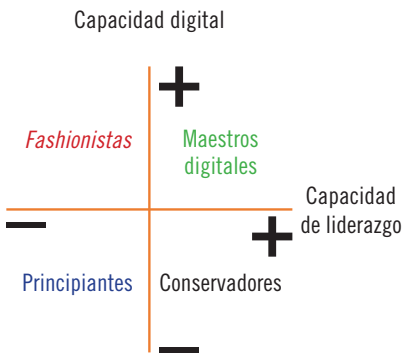 Capacidad digital
+
Fashionistas
Maestros
digitales
Capacidad
de liderazgo
−
+
Principiantes
Conservadores
−